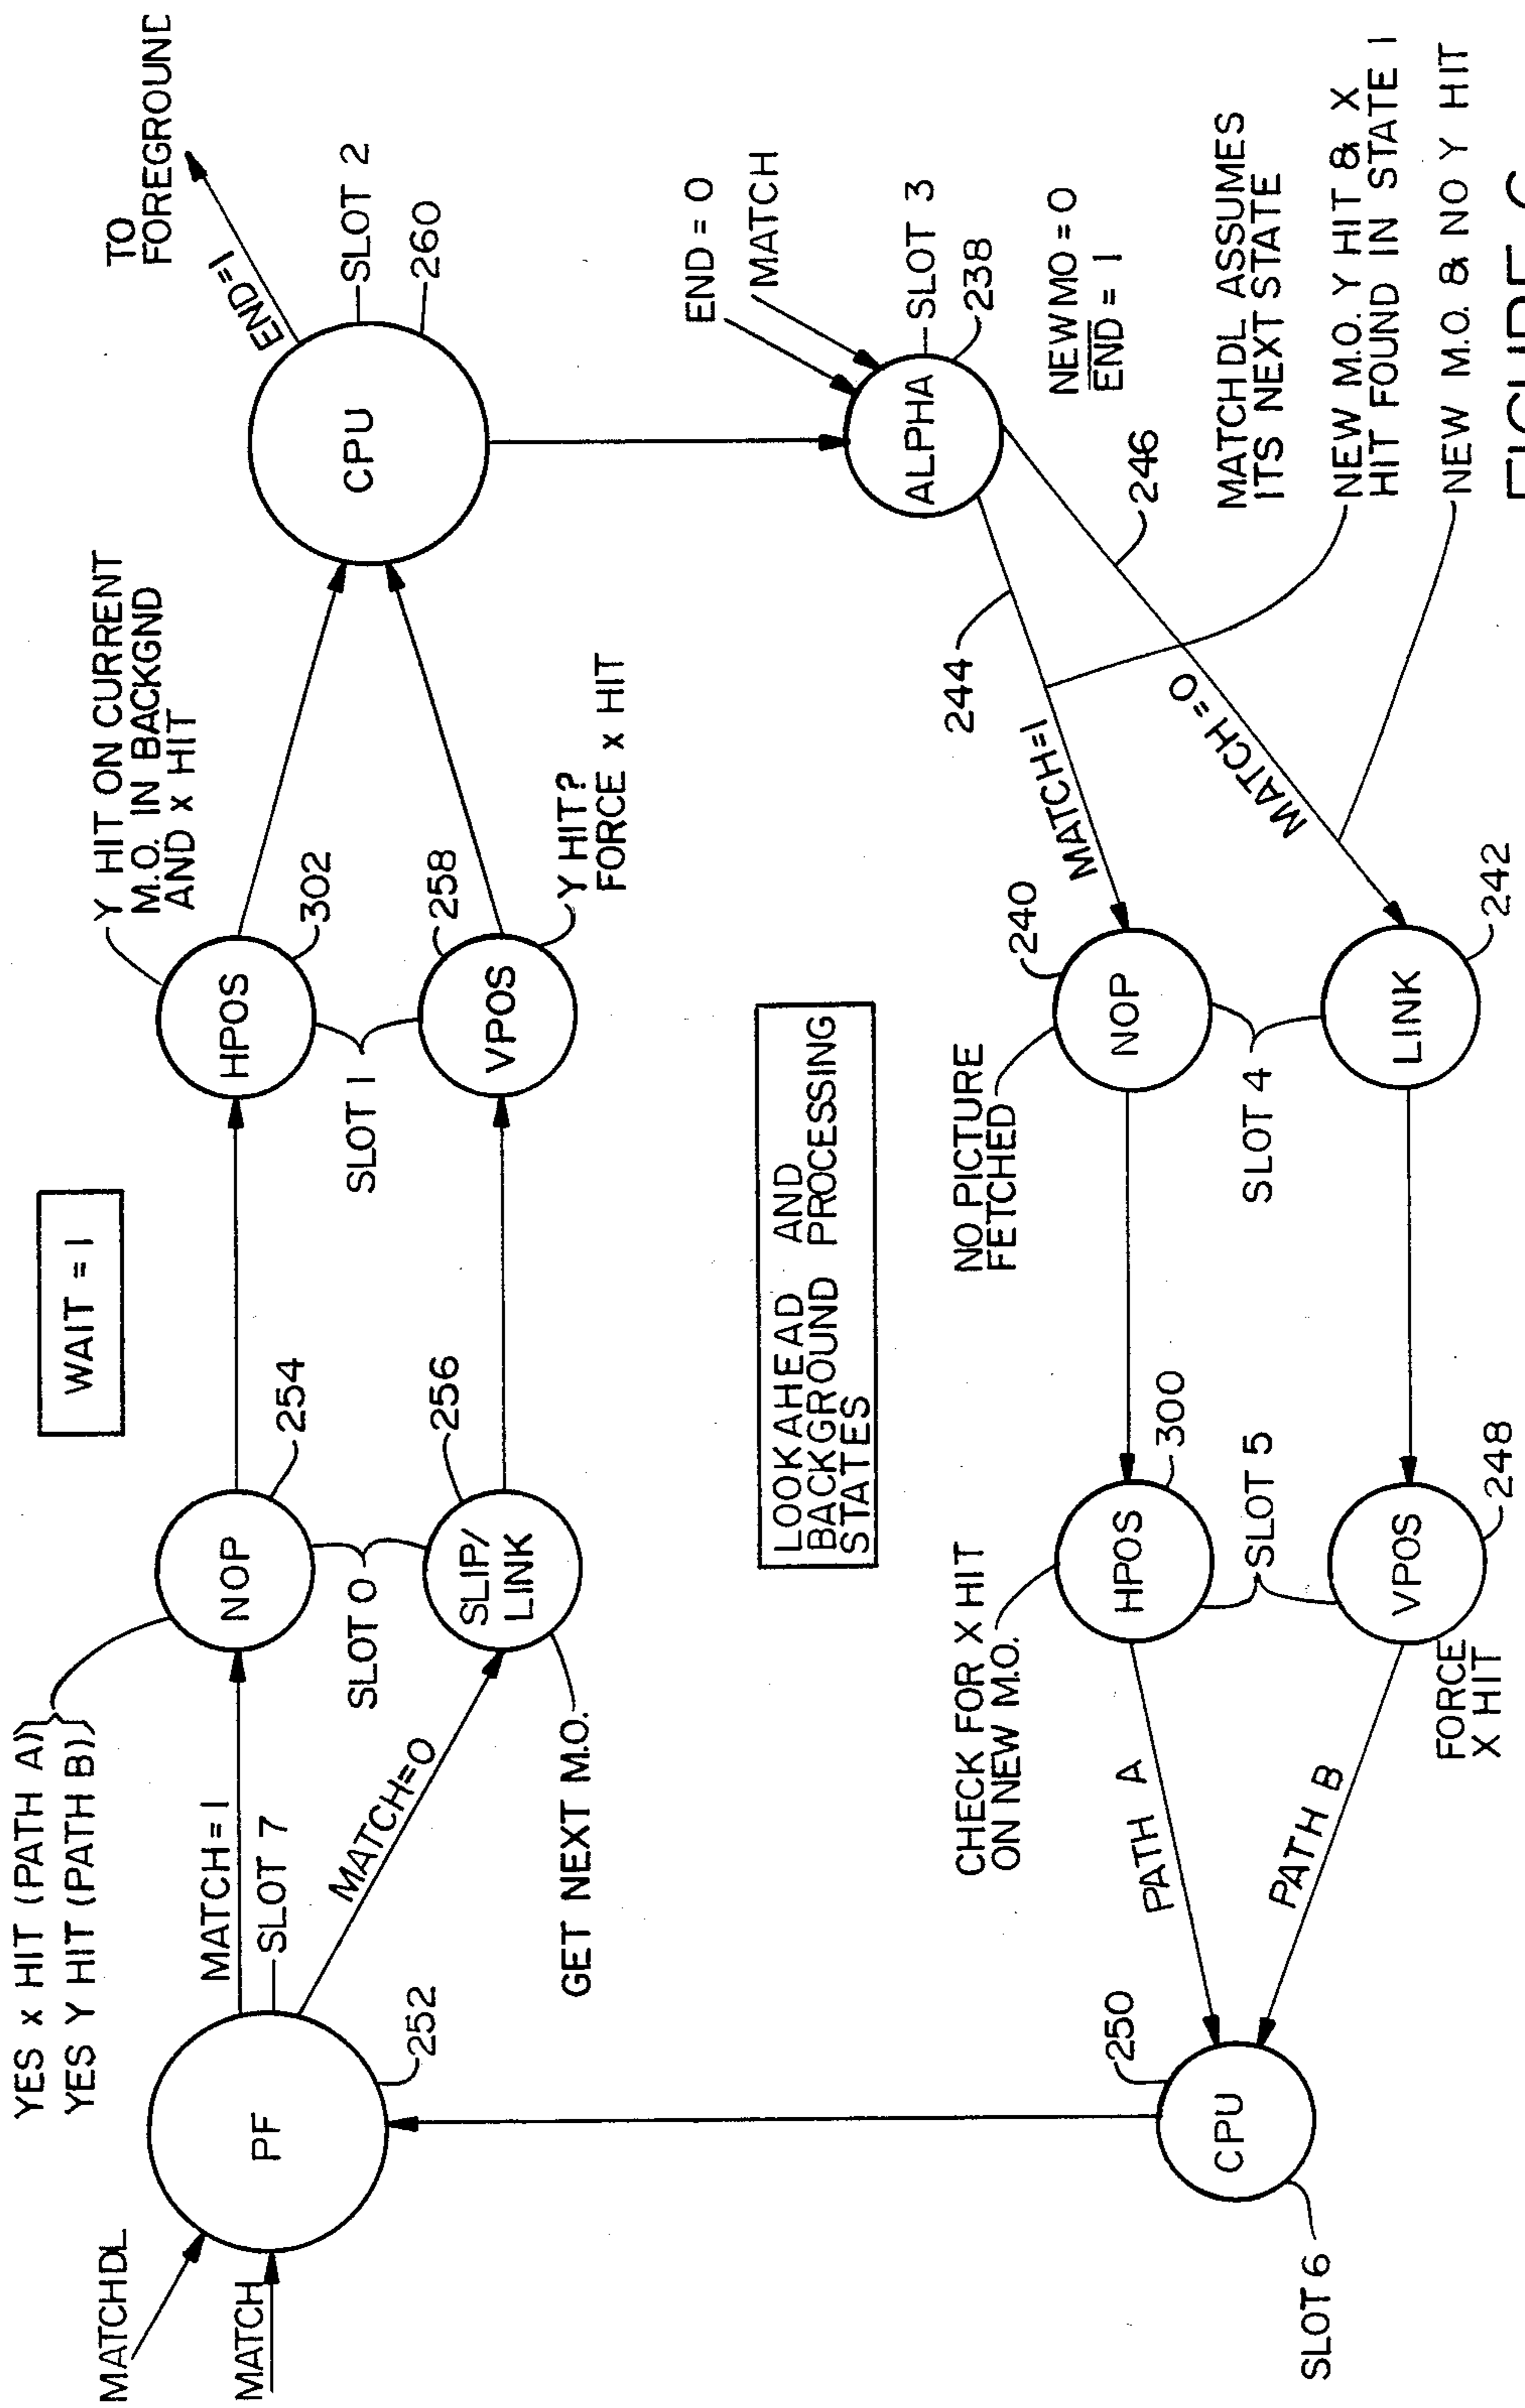 YES x HIT (PATH A)
YES Y HIT (PATH B)
WAIT = 1
Y HIT ON CURRENT
M.O. IN BACKGND
AND x HIT
TO
FOREGROUND
END=1
MATCHDL
MATCH
PF
252
MATCH=1
SLOT 7
MATCH=0
NOP
254
SLOT 0
SLIP/
LINK
256
GET NEXT M.O.
HPOS
302
SLOT 1
VPOS
258
Y HIT?
FORCE x HIT
CPU
SLOT 2
260
LOOKAHEAD AND
BACKGROUND PROCESSING
STATES
END = 0
MATCH
ALPHA
SLOT 3
238
NEW MO = 0
END = 1
244
246
MATCH=1
MATCH=0
MATCHDL ASSUMES
ITS NEXT STATE
NEW M.O. Y HIT & X
HIT FOUND IN STATE 1
NEW M.O. & NO Y HIT
NO PICTURE
FETCHED
NOP
240
SLOT 4
LINK
242
CHECK FOR X HIT
ON NEW M.O.
HPOS
300
SLOT 5
VPOS
248
FORCE
X HIT
PATH A
PATH B
250
CPU
SLOT 6